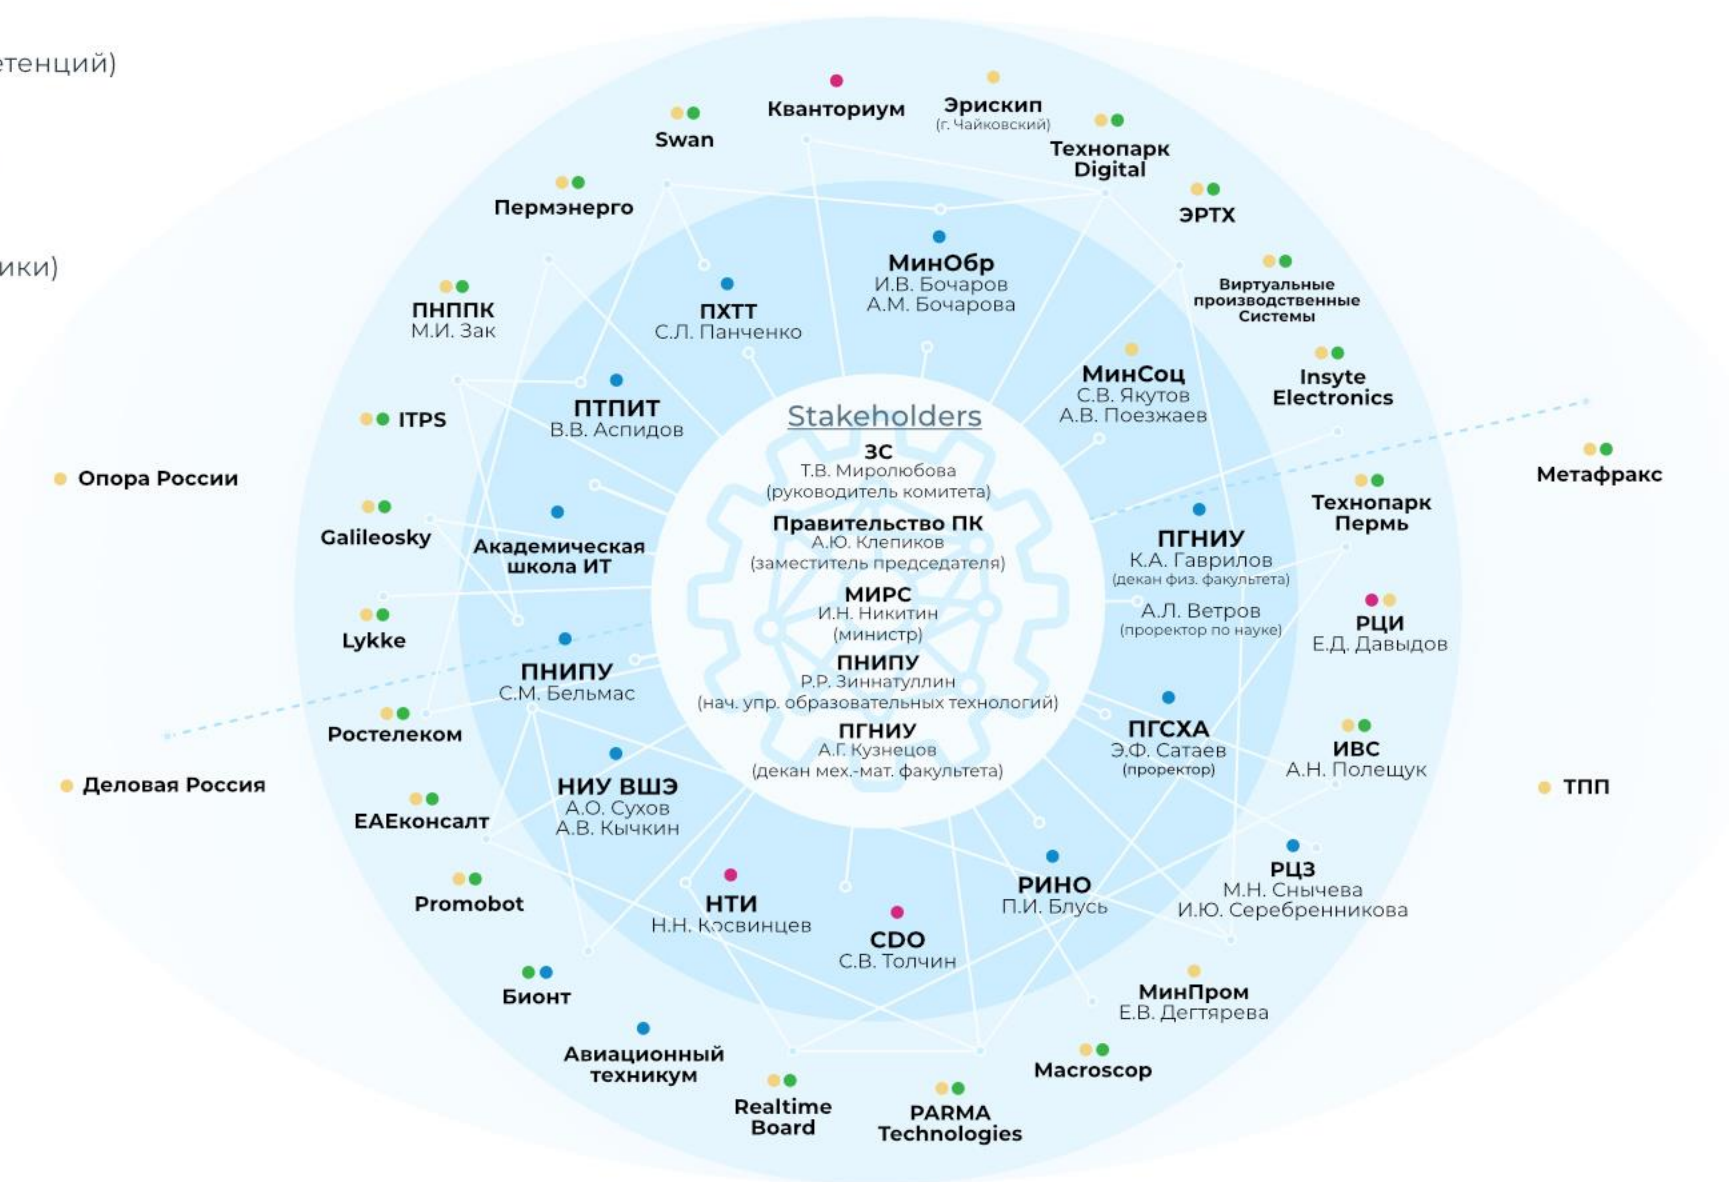 етенций)
ики)
Кванториум
Эрискип
(г. Чайковский)
Swan
Технопарк
Digital
Пермэнерго
ЭРТХ
МинОбр
И.В. Бочаров
А.М. Бочарова
Виртуальные
производственные
Системы
ПНППК
М.И. Зак
ПХТТ
С.Л. Панченко
МинСоц
С.В. Якутов
А.В. Поезжаев
Insyte
Electronics
ПТПИТ
В.В. Аспидов
ITPS
Stakeholders
ЗС
Т.В. Миролюбова
(руководитель комитета)
Правительство ПК
А.Ю. Клепиков
(заместитель председателя)
МИРС
И.Н. Никитин
(министр)
ПНИПУ
Р.Р. Зиннатуллин
(нач. упр. образовательных технологий)
ПГНИУ
А.Г. Кузнецов
(декан мех.-мат. факультета)
Опора России
Метафракс
Технопарк
Пермь
Galileosky
Академическая
школа ИТ
ПГНИУ
К.А. Гаврилов
(декан физ. факультета)
А.Л. Ветров
(проректор по науке)
РЦИ
Е.Д. Давыдов
Lykke
ПНИПУ
С.М. Бельмас
Ростелеком
ПГСХА
Э.Ф. Сатаев
(проректор)
ИВС
А.Н. Полещук
Деловая Россия
ТПП
НИУ ВШЭ
А.О. Сухов
А.В. Кычкин
ЕАЕконсалт
РЦЗ
М.Н. Снычева
И.Ю. Серебренникова
Promobot
НТИ
Н.Н. Косвинцев
РИНО
П.И. Блусь
CDO
С.В. Толчин
Бионт
МинПром
Е.В. Дегтярева
Авиационный
техникум
Macroscop
Realtime
Board
PARMA
Technologies